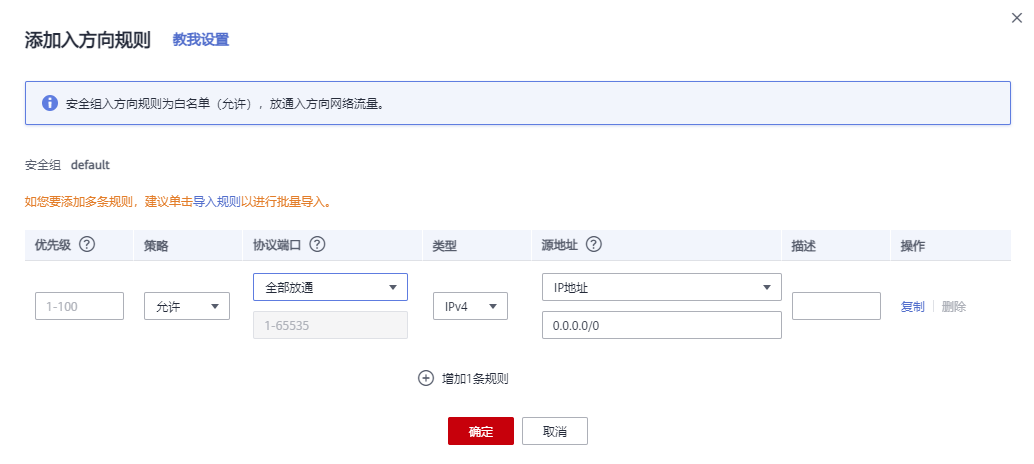 添加入方向规则 教我设置
安全组入方向规则为白名单（允许），放通入方向网络流量。
安全组 default
如您要添加多条规则，建议单击导入规则以进行批量导入。
优先级 ? 策略 协议端口 ? 类型 源地址 ? 描述 操作
全部放通 IP地址
1-100 允许 IPv4 复制 删除
1-65535 0.0.0.0/0
增加1条规则
确定 取消